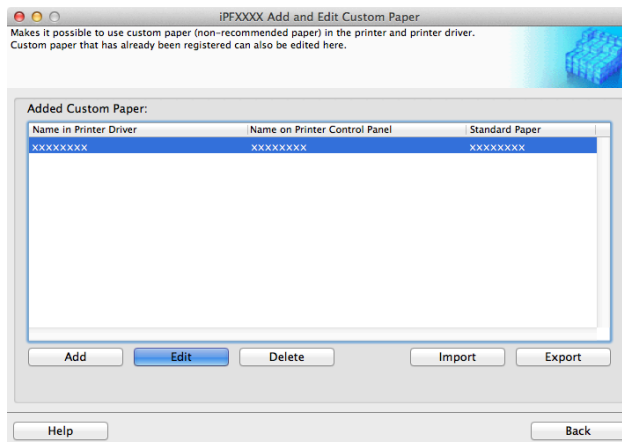 iPFXXXX Add and Edit Custom Paper
Makes it possible to use custom paper (non-recommended paper) in the printer and printer driver.
Custom paper that has already been registered can also be edited here.
Added Custom Paper:
Name in Printer Driver Name on Printer Control Panel Standard Paper
XXXXXXXX XXXXXXXX XXXXXXXX
Add Edit Delete Import Export
Help Back